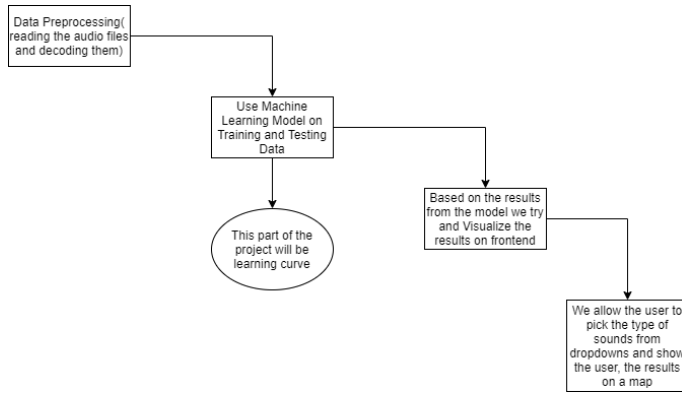 Data Preprocessing(
reading the audio files
and decoding them)
Use Machine
Learning Model on
Training and Testing
Data
This part of the
project will be
learning curve
Based on the results
from the model we try
and Visualize the
results on frontend
We allow the user to
pick the type of
sounds from
dropdowns and show
the user, the results
on a map